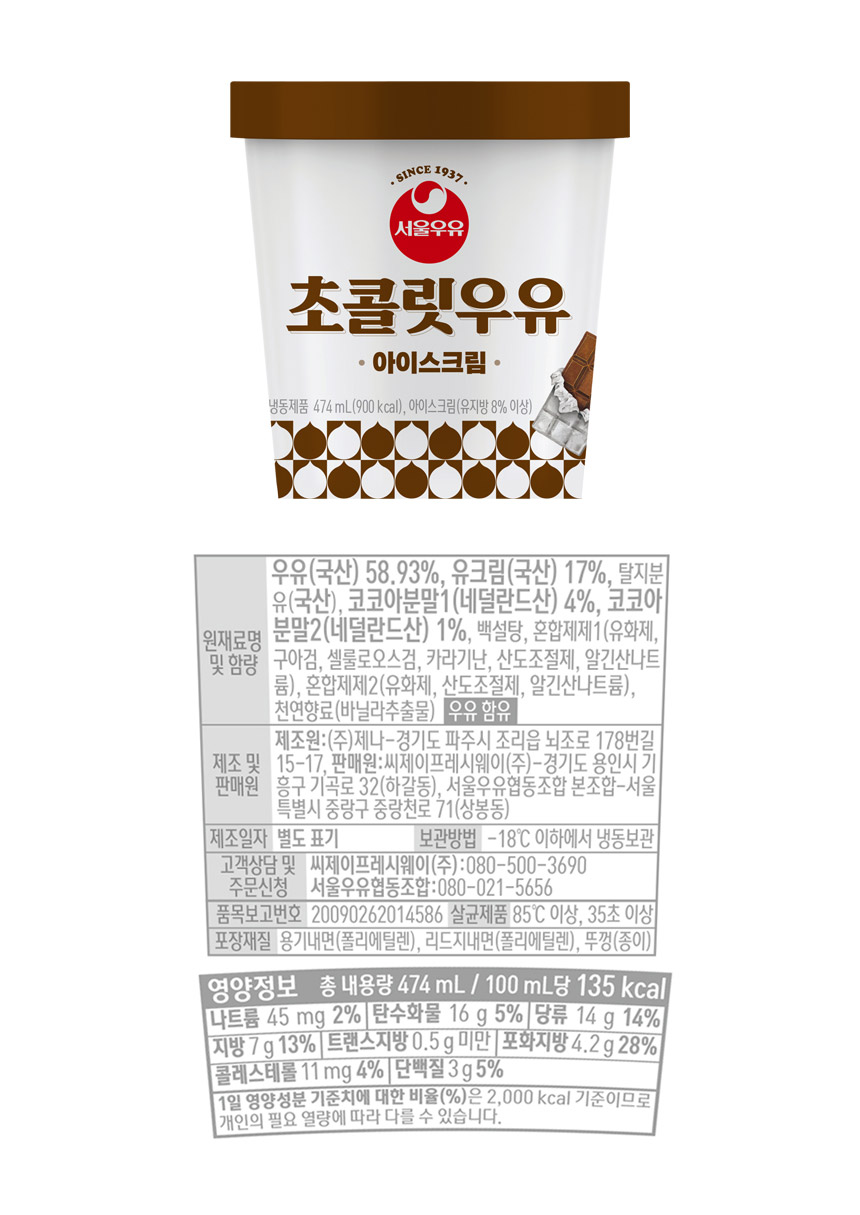 · SINCE 1937 ·
서울우유
초콜릿우유
· 아이스크림 ·
냉동제품 474 mL(900 kcal), 아이스크림(유지방 8% 이상)
원재료명 및 함량
우유(국산) 58.93%, 유크림(국산) 17%, 탈지분
유(국산), 코코아분말1(네덜란드산) 4%, 코코아
분말2(네덜란드산) 1%, 백설탕, 혼합제제1(유화제,
구아검, 셀룰로오스검, 카라기난, 산도조절제, 알긴산나트
륨), 혼합제제2(유화제, 산도조절제, 알긴산나트륨),
천연향료(바닐라추출물) 우유 함유
제조 및 판매원
제조원:(주)제나-경기도 파주시 조리읍 뇌조로 178번길
15-17, 판매원:씨제이프레시웨이(주)-경기도 용인시 기
흥구 기곡로 32(하갈동), 서울우유협동조합 본조합-서울
특별시 중랑구 중랑천로 71(상봉동)
제조일자 별도 표기 보관방법 -18℃ 이하에서 냉동보관
고객상담 및 주문신청
씨제이프레시웨이(주):080-500-3690
서울우유협동조합:080-021-5656
품목보고번호 20090262014586 살균제품 85℃ 이상, 35초 이상
포장재질 용기내면(폴리에틸렌), 리드지내면(폴리에틸렌), 뚜껑(종이)
영양정보 총 내용량 474 mL / 100 mL당 135 kcal
나트륨 45 mg 2% 탄수화물 16 g 5% 당류 14 g 14%
지방 7 g 13% 트랜스지방 0.5 g 미만 포화지방 4.2 g 28%
콜레스테롤 11 mg 4% 단백질 3 g 5%
1일 영양성분 기준치에 대한 비율(%)은 2,000 kcal 기준이므로
개인의 필요 열량에 따라 다를 수 있습니다.